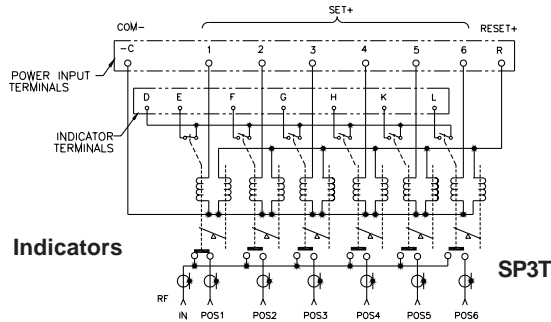 SET+
COM- RESET+
-C 1 2 3 4 5 6 R
POWER INPUT
TERMINALS
D E F G H K L
INDICATOR
TERMINALS
Indicators
SP3T
RF
IN POS1 POS2 POS3 POS4 POS5 POS6